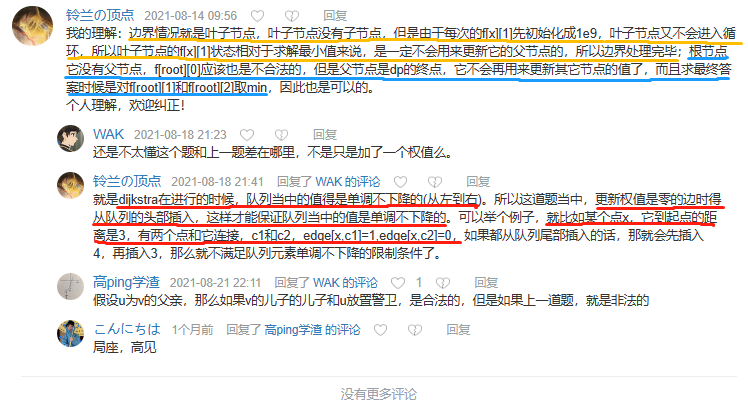 铃兰の顶点 2021-08-14 09:56 回复
我的理解：边界情况就是叶子节点，叶子节点没有子节点，但是由于每次的f[x][1]先初始化成1e9，叶子节点又不会进入循
环，所以叶子节点的f[x][1]状态相对于求解最小值来说，是一定不会用来更新它的父节点的，所以边界处理完毕；根节点
它没有父节点，f[root][0]应该也是不合法的，但是父节点是dp的终点，它不会再用来更新其它节点的值了，而且求最终答
案时候是对f[root][1]和f[root][2]取min，因此也是可以的。
个人理解，欢迎纠正！
WAK 2021-08-18 21:23 回复
还是不太懂这个题和上一题差在哪里，不是只是加了一个权值么。
铃兰の顶点 2021-08-18 21:41 回复了 WAK 的评论 回复
就是dijkstra在进行的时候，队列当中的值得是单调不下降的(从左到右)。所以这道题当中，更新权值是零的边时得
从队列的头部插入，这样才能保证队列当中的值是单调不下降的。可以举个例子，就比如某个点x，它到起点的距
离是3，有两个点和它连接，c1和c2，edge[x,c1]=1,edge[x,c2]=0，如果都从队列尾部插入的话，那就会先插入
4，再插入3，那么就不满足队列元素单调不下降的限制条件了。
高ping学渣 2021-08-21 22:11 回复了 WAK 的评论 1 回复
假设u为v的父亲，那么如果v的儿子的儿子和u放置警卫，是合法的，但是如果上一道题，就是非法的
こんにちは 1个月前 回复了 高ping学渣 的评论 回复
局座，高见
没有更多评论